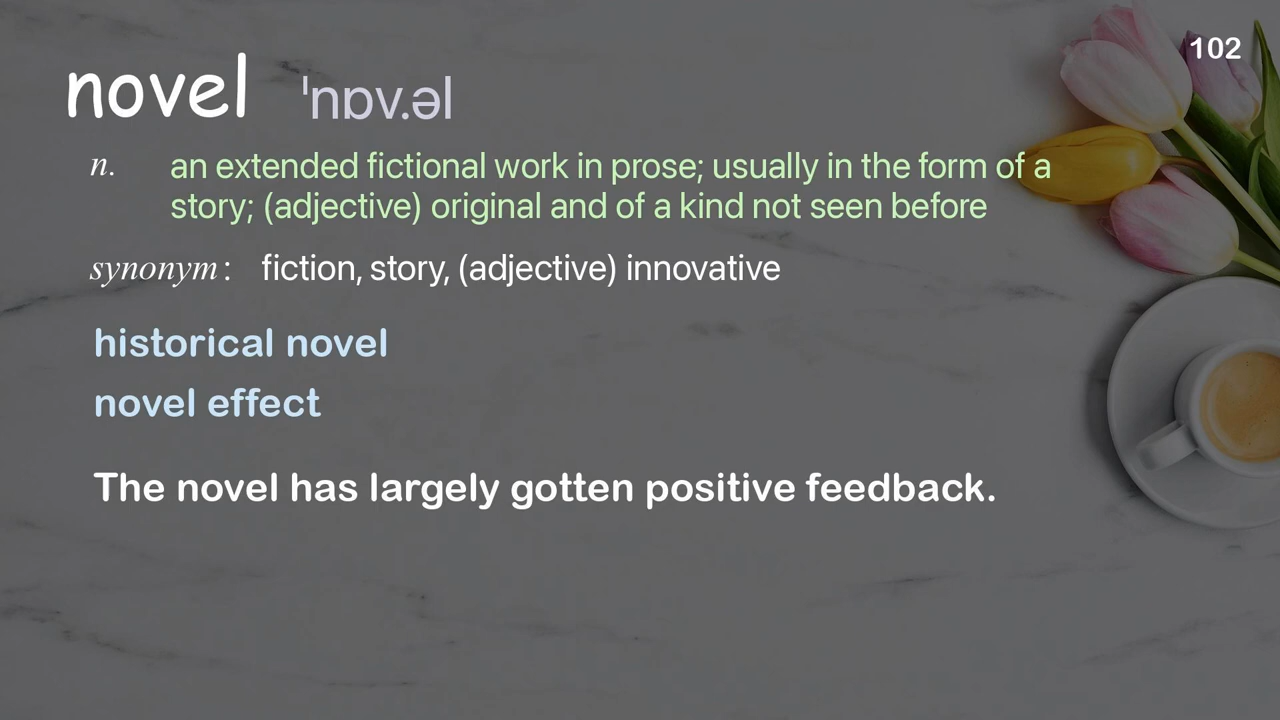 102
novel ˈnɒv.əl
n. an extended fictional work in prose; usually in the form of a
story; (adjective) original and of a kind not seen before
synonym: fiction, story, (adjective) innovative
historical novel
novel effect
The novel has largely gotten positive feedback.